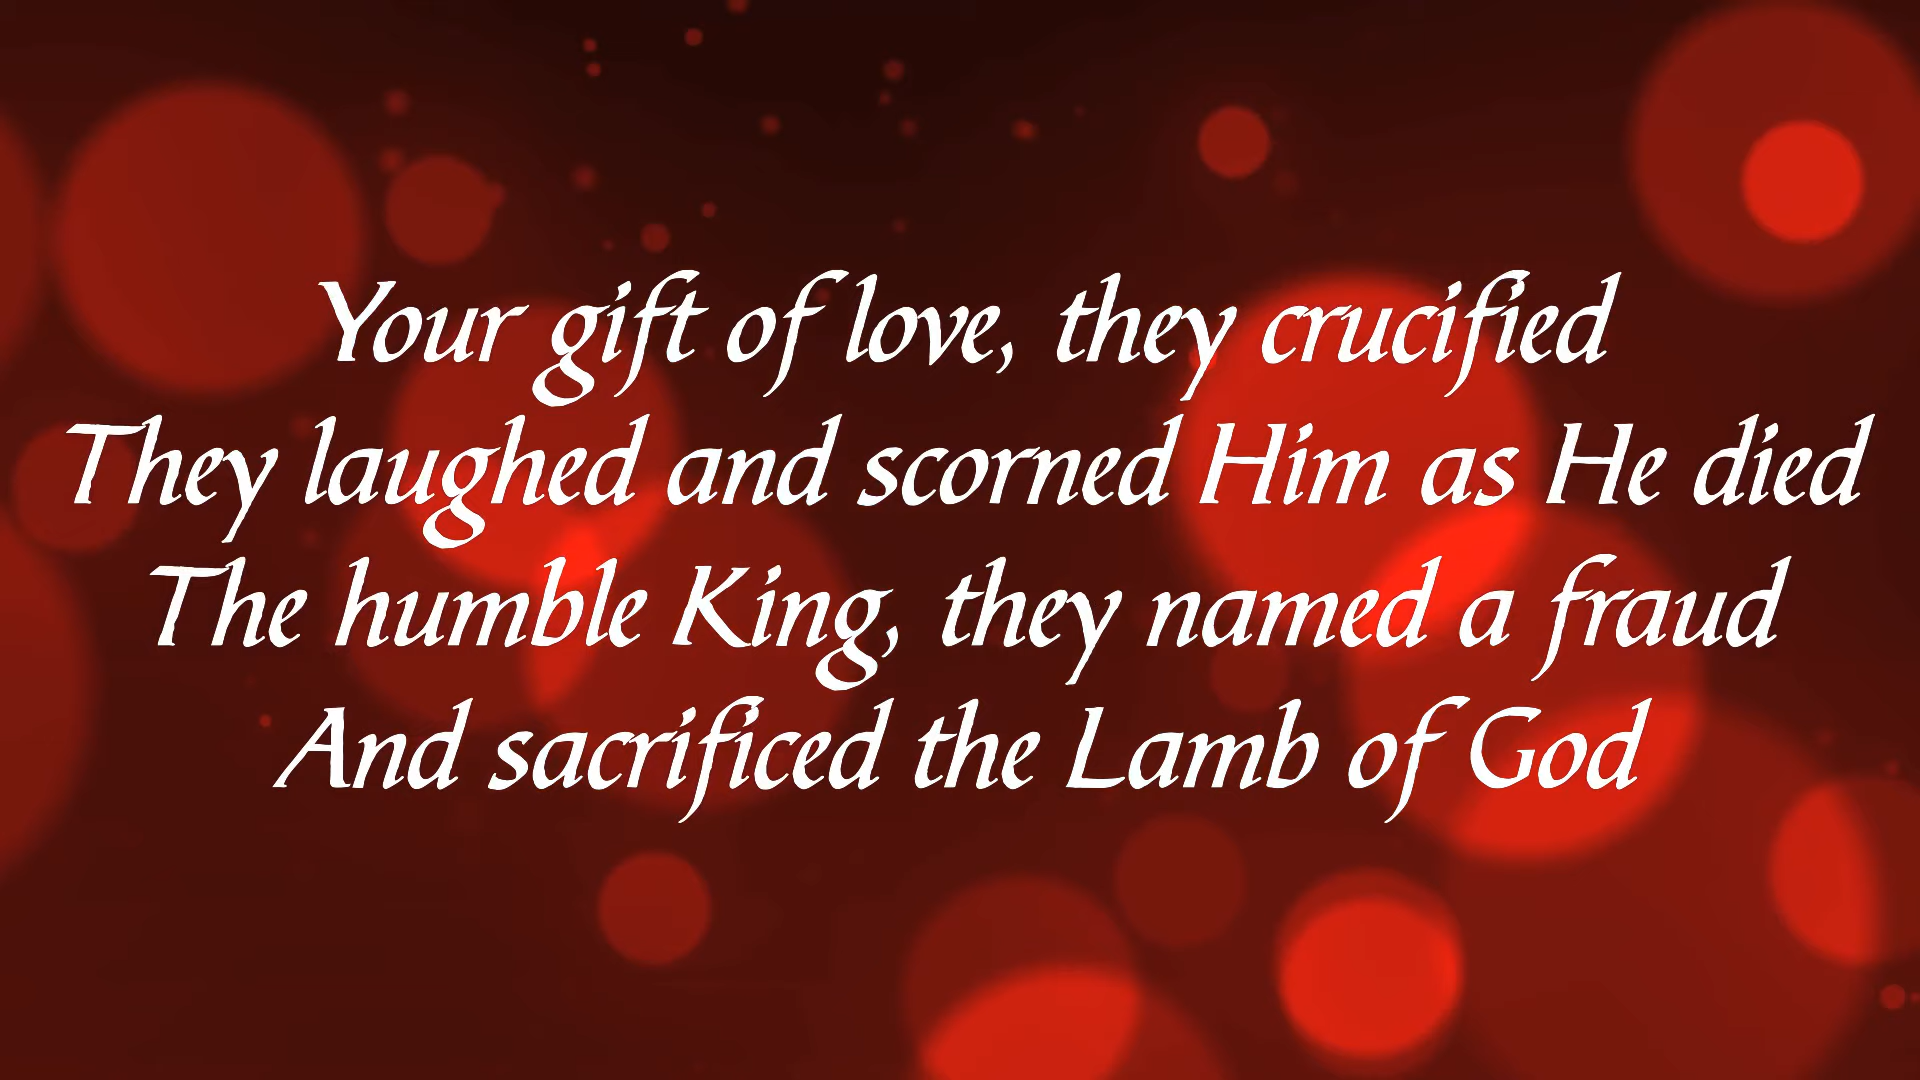 Your gift of love, they crucified
They laughed and scorned Him as He died
The humble King, they named a fraud
And sacrificed the Lamb of God